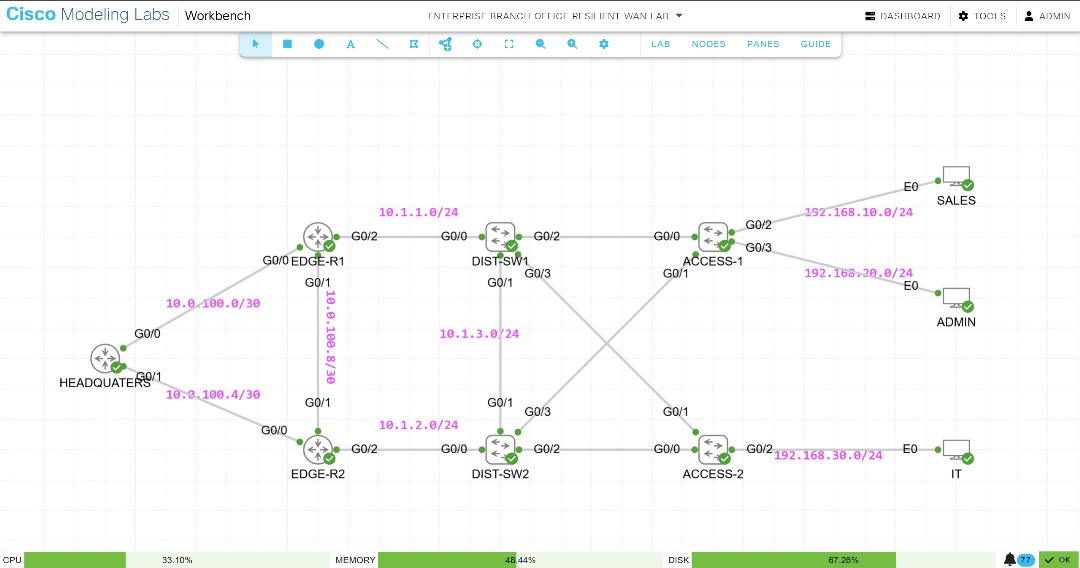 Cisco Modeling Labs Workbench ENTERPRISE BRANCH OFFICE RESILIENT WAN LAB DASHBOARD TOOLS ADMIN
A LAB NODES PANES GUIDE
E0
SALES
192.168.10.0/24
10.1.1.0/24
G0/2
G0/2 G0/0 G0/2 G0/0
G0/3
G0/0 EDGE-R1 DIST-SW1 ACCESS-1
G0/3 G0/1
192.168.20.0/24
G0/1 G0/1
E0
10.0.100.0/30
10.0.100.8/30
ADMIN
G0/0
10.1.3.0/24
G0/1
HEADQUATERS
10.0.100.4/30
G0/1 G0/1
G0/3 G0/1
10.1.2.0/24
G0/0
G0/2 G0/0 G0/2 G0/0 G0/2 E0
192.168.30.0/24
EDGE-R2 DIST-SW2 ACCESS-2 IT
CPU 33.10% MEMORY 48.44% DISK 67.26% 77 OK